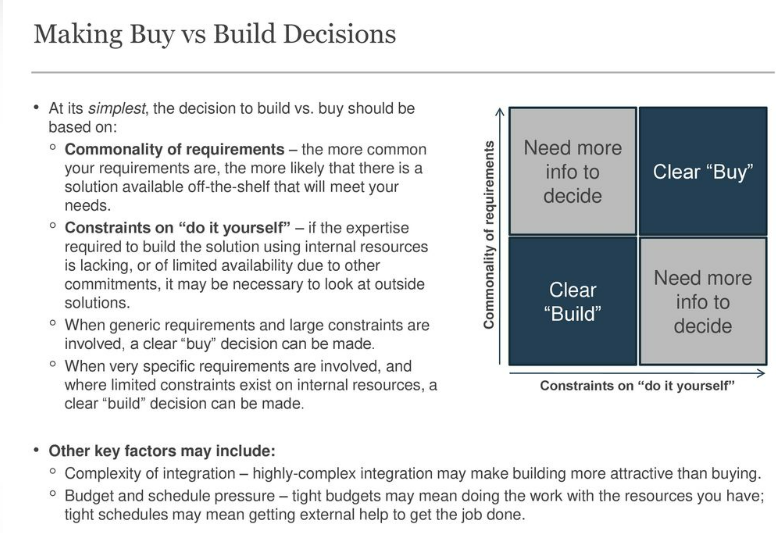 Making Buy vs Build Decisions
• At its simplest, the decision to build vs. buy should be
based on:
° Commonality of requirements – the more common
your requirements are, the more likely that there is a
solution available off-the-shelf that will meet your
needs.
° Constraints on “do it yourself” – if the expertise
required to build the solution using internal resources
is lacking, or of limited availability due to other
commitments, it may be necessary to look at outside
solutions.
° When generic requirements and large constraints are
involved, a clear “buy” decision can be made.
° When very specific requirements are involved, and
where limited constraints exist on internal resources, a
clear “build” decision can be made.
Commonality of requirements
Need more
info to
decide
Clear “Buy”
Clear
“Build”
Need more
info to
decide
Constraints on “do it yourself”
• Other key factors may include:
° Complexity of integration – highly-complex integration may make building more attractive than buying.
° Budget and schedule pressure – tight budgets may mean doing the work with the resources you have;
tight schedules may mean getting external help to get the job done.